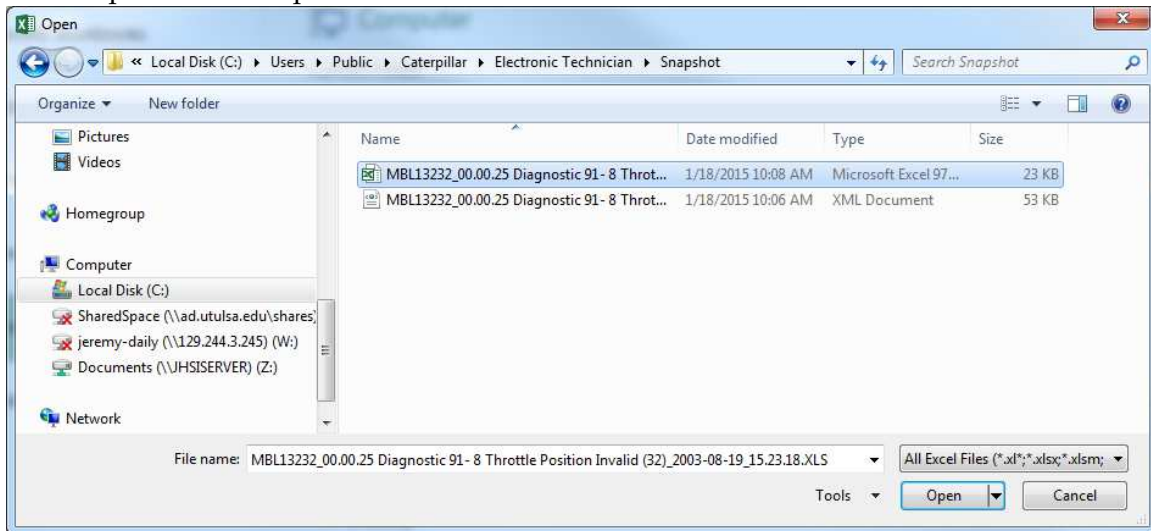 Open
« Local Disk (C:) ▸ Users ▸ Public ▸ Caterpillar ▸ Electronic Technician ▸ Snapshot
Search Snapshot
Organize ▾ New folder
Pictures
Videos
Homegroup
Computer
Local Disk (C:)
SharedSpace (\\ad.utulsa.edu\shares)
jeremy-daily (\\129.244.3.245) (W:)
Documents (\\JHSISERVER) (Z:)
Network
Name Date modified Type Size
MBL13232_00.00.25 Diagnostic 91- 8 Throt... 1/18/2015 10:08 AM Microsoft Excel 97... 23 KB
MBL13232_00.00.25 Diagnostic 91- 8 Throt... 1/18/2015 10:06 AM XML Document 53 KB
File name: MBL13232_00.00.25 Diagnostic 91- 8 Throttle Position Invalid (32)_2003-08-19_15.23.18.XLS
All Excel Files (*.xl*;*.xlsx;*.xlsm;
Tools Open Cancel